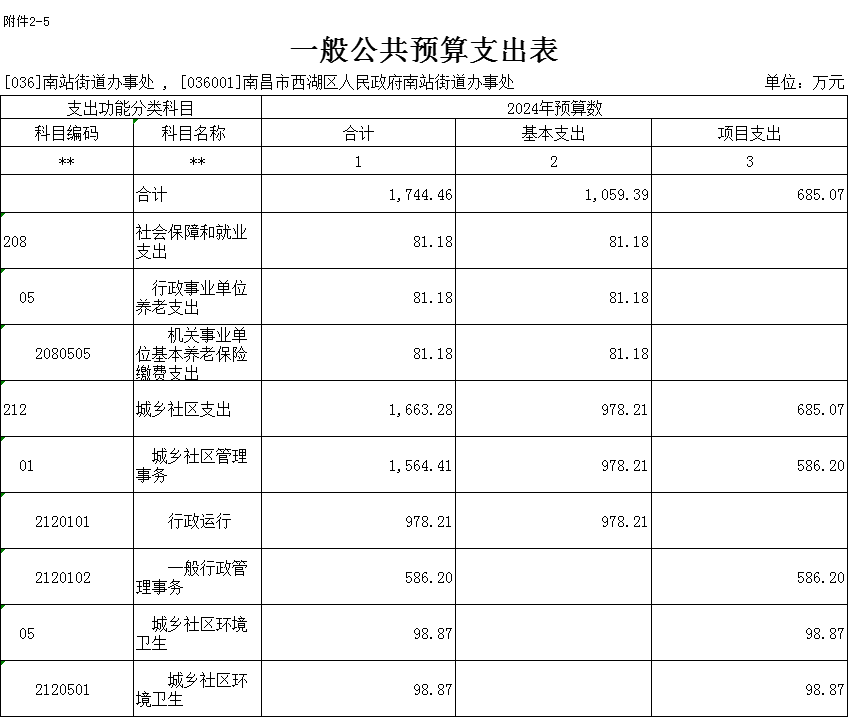 附件2-5
一般公共预算支出表
[036]南站街道办事处 , [036001]南昌市西湖区人民政府南站街道办事处 单位：万元
支出功能分类科目 2024年预算数
科目编码 科目名称 合计 基本支出 项目支出
** ** 1 2 3
合计 1,744.46 1,059.39 685.07
208 社会保障和就业
支出 81.18 81.18
05 行政事业单位
养老支出 81.18 81.18
2080505 机关事业单
位基本养老保险
缴费支出 81.18 81.18
212 城乡社区支出 1,663.28 978.21 685.07
01 城乡社区管理
事务 1,564.41 978.21 586.20
2120101 行政运行 978.21 978.21
2120102 一般行政管
理事务 586.20 586.20
05 城乡社区环境
卫生 98.87 98.87
2120501 城乡社区环
境卫生 98.87 98.87